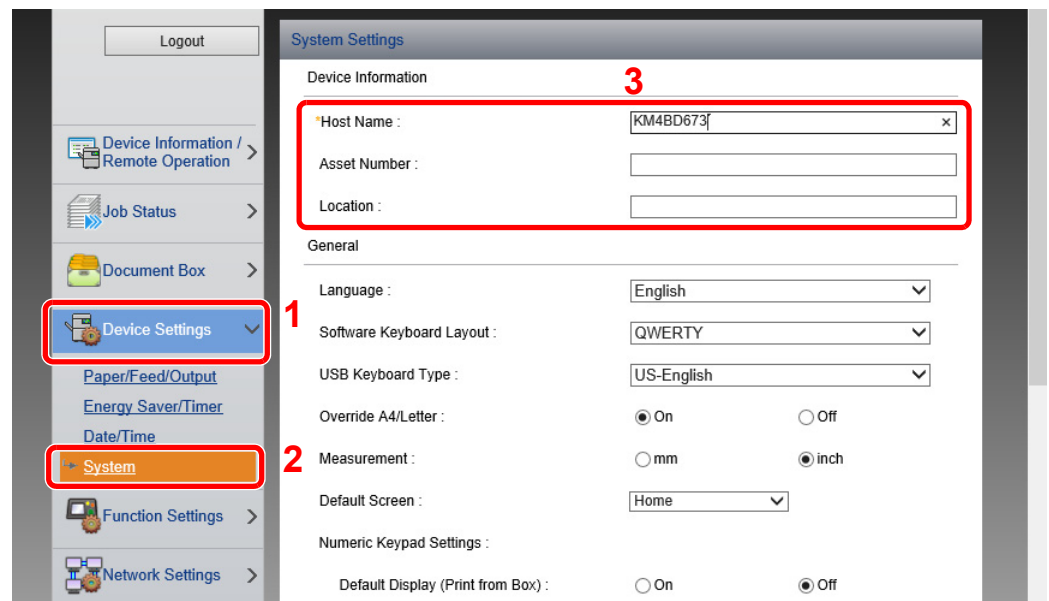 Logout
Device Information /
Remote Operation
Job Status
Document Box
1
Device Settings
Paper/Feed/Output
Energy Saver/Timer
Date/Time
2
System
Function Settings
Network Settings
System Settings
Device Information
3
*Host Name : KM4BD673
Asset Number :
Location :
General
Language : English
Software Keyboard Layout : QWERTY
USB Keyboard Type : US-English
Override A4/Letter : On Off
Measurement : mm inch
Default Screen : Home
Numeric Keypad Settings :
Default Display (Print from Box) : On Off